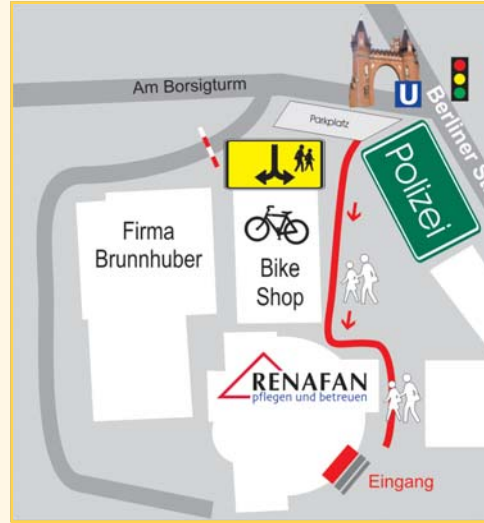 Am Borsigturm
Parkplatz
U
Berliner St
Polizei
Firma
Brunnhuber
Bike
Shop
RENAFAN
pflegen und betreuen
Eingang